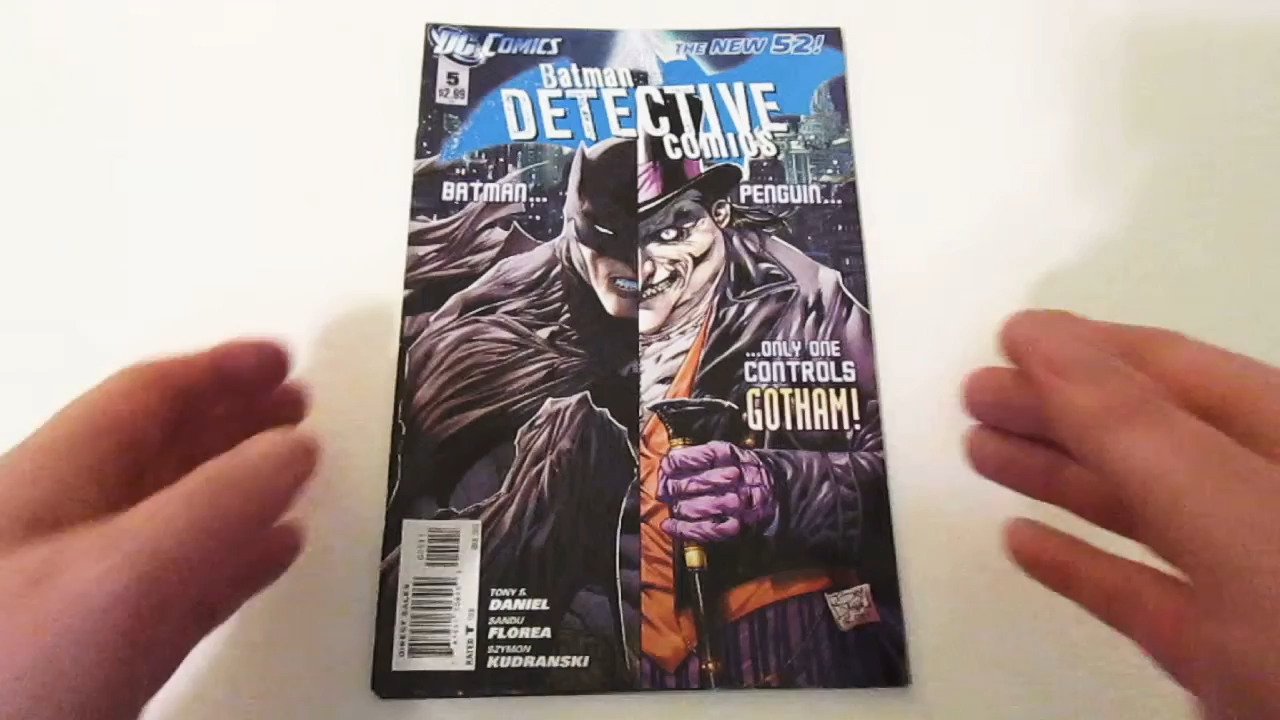 DC COMICS
THE NEW 52!
5
$2.99
Batman
DETECTIVE
COMICS
BATMAN...
PENGUIN...
...ONLY ONE
CONTROLS
GOTHAM!
TONY S.
DANIEL
SANDU
FLOREA
SZYMON
KUDRANSKI
DIRECT SALES
RATED T